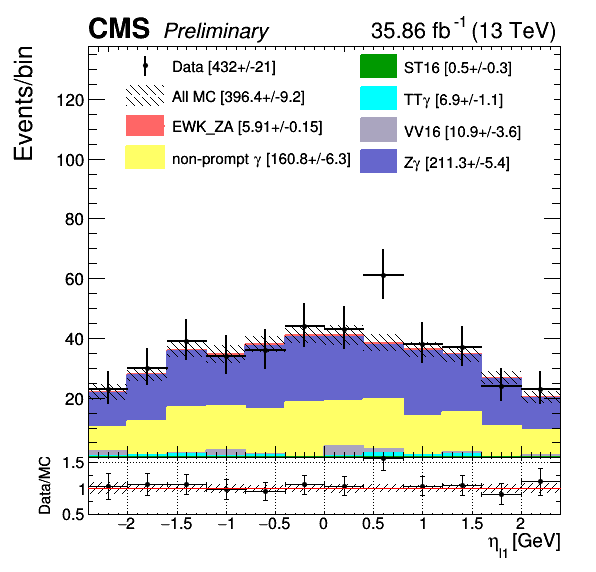 CMS Preliminary 35.86 fb⁻¹ (13 TeV)
Events/bin
Data [432+/-21]
All MC [396.4+/-9.2]
EWK_ZA [5.91+/-0.15]
non-prompt γ [160.8+/-6.3]
ST16 [0.5+/-0.3]
TTγ [6.9+/-1.1]
VV16 [10.9+/-3.6]
Zγ [211.3+/-5.4]
120
100
80
60
40
20
Data/MC
1.5
1
0.5
−2 −1.5 −1 −0.5 0 0.5 1 1.5 2
η_l1 [GeV]